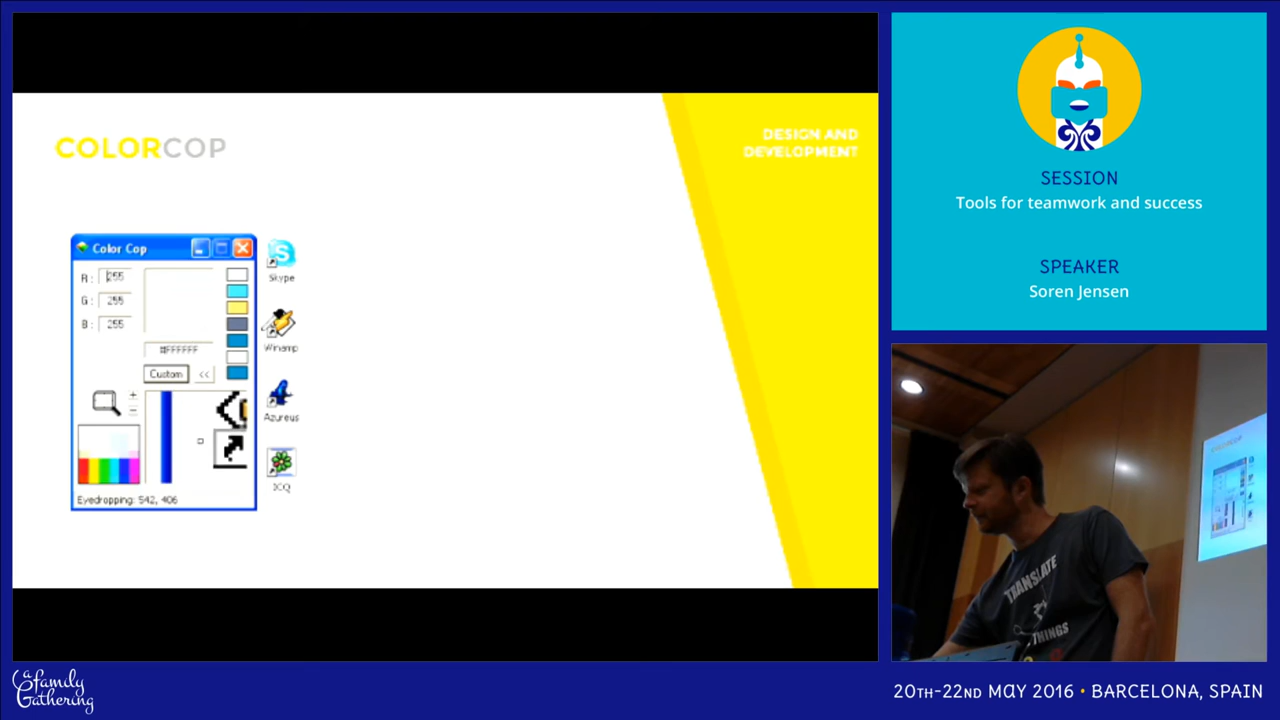 COLORCOP
DESIGN AND
DEVELOPMENT
Color Cop
R: 255
G: 255
B: 255
#FFFFFF
Custom <<
+
-
Eyedropping: 542, 406
Skype
Winamp
Azureus
ICQ
SESSION
Tools for teamwork and success
SPEAKER
Soren Jensen
COLORCOP
TRANSLATE
THINGS
a family
Gathering
20TH-22ND MAY 2016 • BARCELONA, SPAIN